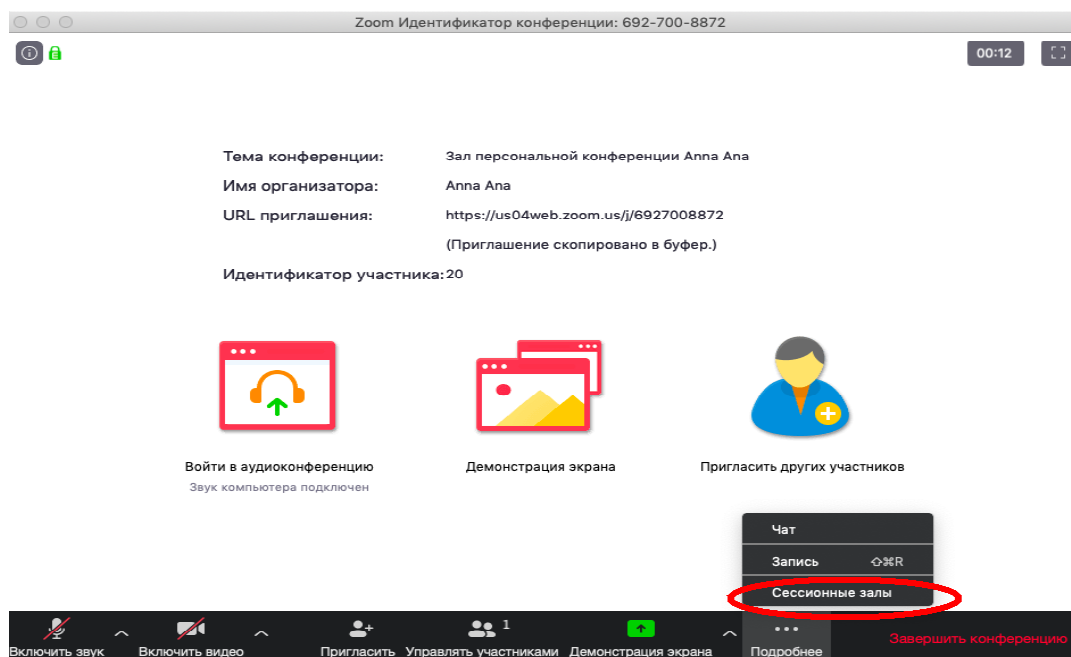 Zoom Идентификатор конференции: 692-700-8872
00:12
Тема конференции: Зал персональной конференции Anna Ana
Имя организатора: Anna Ana
URL приглашения: https://us04web.zoom.us/j/6927008872
(Приглашение скопировано в буфер.)
Идентификатор участника: 20
Войти в аудиоконференцию
Звук компьютера подключен
Демонстрация экрана
Пригласить других участников
Чат
Запись ⇧⌘R
Сессионные залы
Включить звук
Включить видео
Пригласить
Управлять участниками 1
Демонстрация экрана
Подробнее
Завершить конференцию